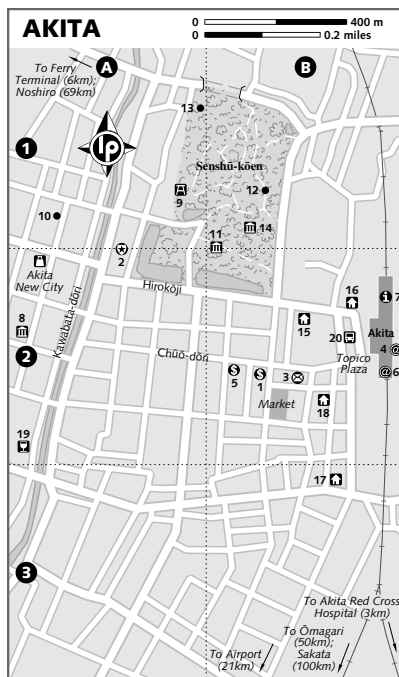 AKITA
0 400 m
0 0.2 miles
To Ferry
Terminal (6km);
Noshiro (69km)
A
B
13
1
lp
Senshū-kōen
12
9
10
14
11
2
Akita
New City
Hirokōji
16
7
Kawabata-dōri
8
15
20
Akita
4
2
Chūō-dōri
Topico
Plaza
6
5
1
3
Market
18
19
17
3
To Akita Red Cross
Hospital (3km)
To Ōmagari
(50km);
Sakata
(100km)
To Airport
(21km)